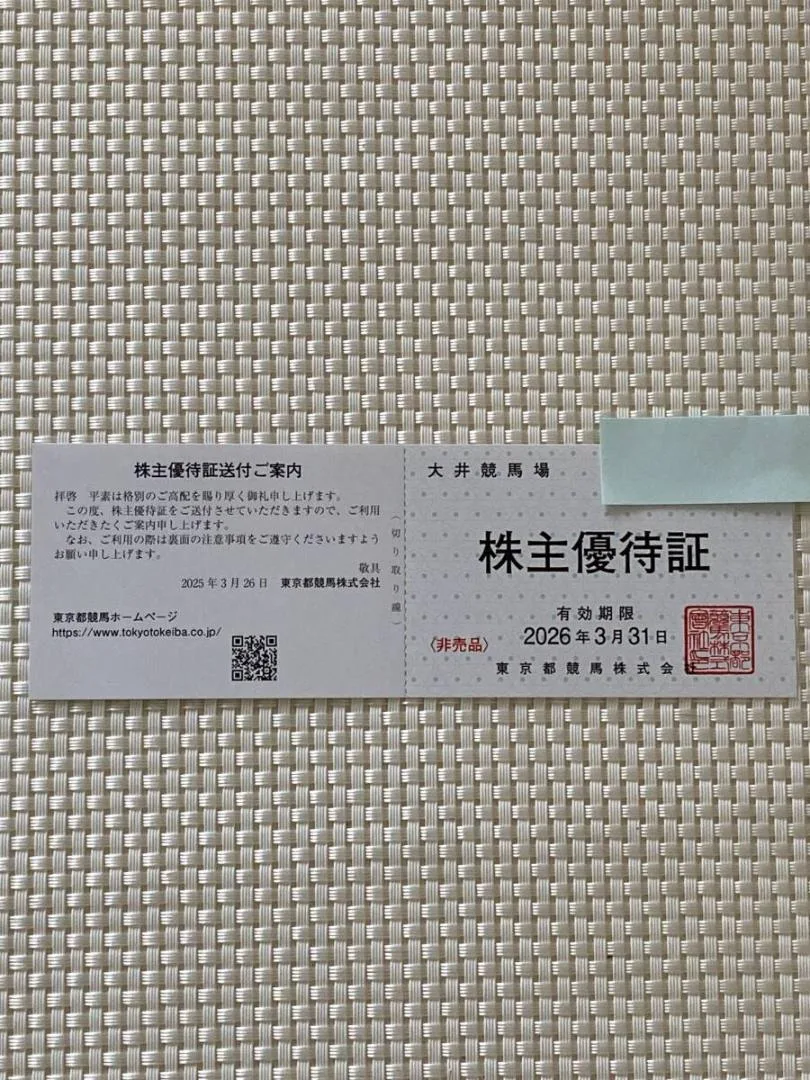 株主優待証送付ご案内
拝啓　平素は格別のご高配を賜り厚く御礼申し上げます。
この度、株主優待証をご送付させていただきますので、ご利用
いただきたくご案内申し上げます。
なお、ご利用の際は裏面の注意事項をご遵守くださいますよう
お願い申し上げます。
敬具
2025年3月26日　東京都競馬株式会社
東京都競馬ホームページ
https://www.tokyotokeiba.co.jp/
（切り取り線）
大井競馬場
株主優待証
有効期限
〈非売品〉
2026年3月31日
東京都競馬株式会社